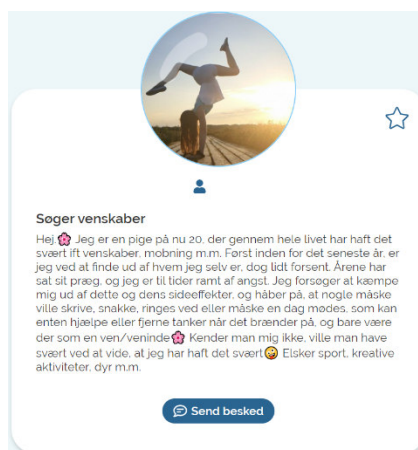 Søger venskaber
Hej.🌸 Jeg er en pige på nu 20, der gennem hele livet har haft det
svært ift venskaber, mobning m.m. Først inden for det seneste år, er
jeg ved at finde ud af hvem jeg selv er, dog lidt forsent. Årene har
sat sit præg, og jeg er til tider ramt af angst. Jeg forsøger at kæmpe
mig ud af dette og dens sideeffekter, og håber på, at nogle måske
ville skrive, snakke, ringes ved eller måske en dag mødes, som kan
enten hjælpe eller fjerne tanker når det brænder på, og bare være
der som en ven/veninde🌸 Kender man mig ikke, ville man have
svært ved at vide, at jeg har haft det svært😜 Elsker sport, kreative
aktiviteter, dyr m.m.
Send besked